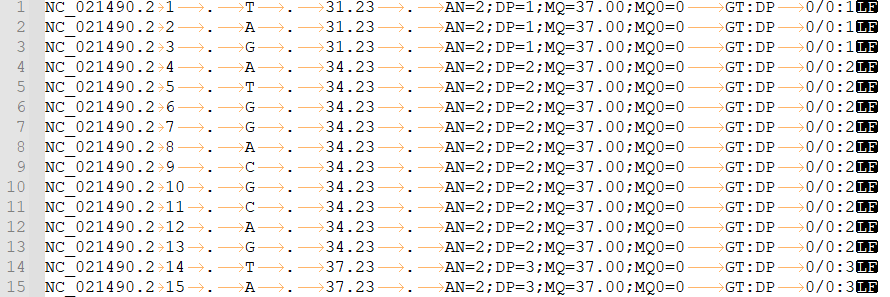 1 NC_021490.2 1 . T . 31.23 . AN=2;DP=1;MQ=37.00;MQ0=0 GT:DP 0/0:1 LF
2 NC_021490.2 2 . A . 31.23 . AN=2;DP=1;MQ=37.00;MQ0=0 GT:DP 0/0:1 LF
3 NC_021490.2 3 . G . 31.23 . AN=2;DP=1;MQ=37.00;MQ0=0 GT:DP 0/0:1 LF
4 NC_021490.2 4 . A . 34.23 . AN=2;DP=2;MQ=37.00;MQ0=0 GT:DP 0/0:2 LF
5 NC_021490.2 5 . T . 34.23 . AN=2;DP=2;MQ=37.00;MQ0=0 GT:DP 0/0:2 LF
6 NC_021490.2 6 . G . 34.23 . AN=2;DP=2;MQ=37.00;MQ0=0 GT:DP 0/0:2 LF
7 NC_021490.2 7 . G . 34.23 . AN=2;DP=2;MQ=37.00;MQ0=0 GT:DP 0/0:2 LF
8 NC_021490.2 8 . A . 34.23 . AN=2;DP=2;MQ=37.00;MQ0=0 GT:DP 0/0:2 LF
9 NC_021490.2 9 . C . 34.23 . AN=2;DP=2;MQ=37.00;MQ0=0 GT:DP 0/0:2 LF
10 NC_021490.2 10 . G . 34.23 . AN=2;DP=2;MQ=37.00;MQ0=0 GT:DP 0/0:2 LF
11 NC_021490.2 11 . C . 34.23 . AN=2;DP=2;MQ=37.00;MQ0=0 GT:DP 0/0:2 LF
12 NC_021490.2 12 . A . 34.23 . AN=2;DP=2;MQ=37.00;MQ0=0 GT:DP 0/0:2 LF
13 NC_021490.2 13 . G . 34.23 . AN=2;DP=2;MQ=37.00;MQ0=0 GT:DP 0/0:2 LF
14 NC_021490.2 14 . T . 37.23 . AN=2;DP=3;MQ=37.00;MQ0=0 GT:DP 0/0:3 LF
15 NC_021490.2 15 . A . 37.23 . AN=2;DP=3;MQ=37.00;MQ0=0 GT:DP 0/0:3 LF